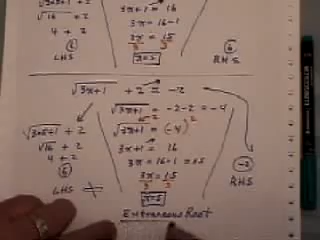 √3x5+1 + 2
√16 + 2
4 + 2
6
LHS
3x+1 = 16
3x = 16-1
3x = 15
3 3
x=5
6
RHS
√3x+1 + 2 = -2
√3x+1 = -2-2 = -4
√3x+1 = (-4)²
3x+1 = 16
3x = 16-1 = 15
3x = 15
3 3
x=5
√3x5+1 + 2
√16 + 2
4+2
6
LHS ≠
-2
RHS
Extraneous Root